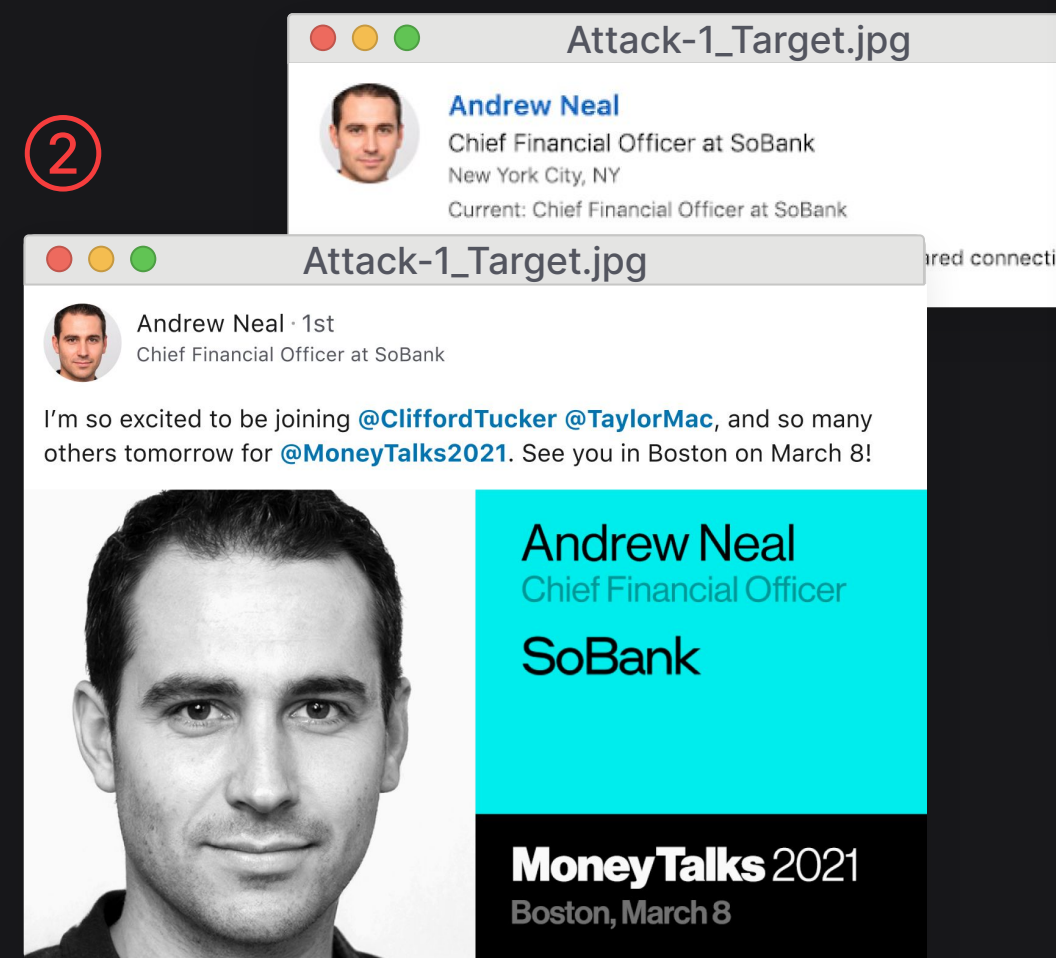 Attack-1_Target.jpg
2
Andrew Neal
Chief Financial Officer at SoBank
New York City, NY
Current: Chief Financial Officer at SoBank
Attack-1_Target.jpg
Andrew Neal · 1st
Chief Financial Officer at SoBank
I'm so excited to be joining @CliffordTucker @TaylorMac, and so many
others tomorrow for @MoneyTalks2021. See you in Boston on March 8!
Andrew Neal
Chief Financial Officer
SoBank
MoneyTalks 2021
Boston, March 8